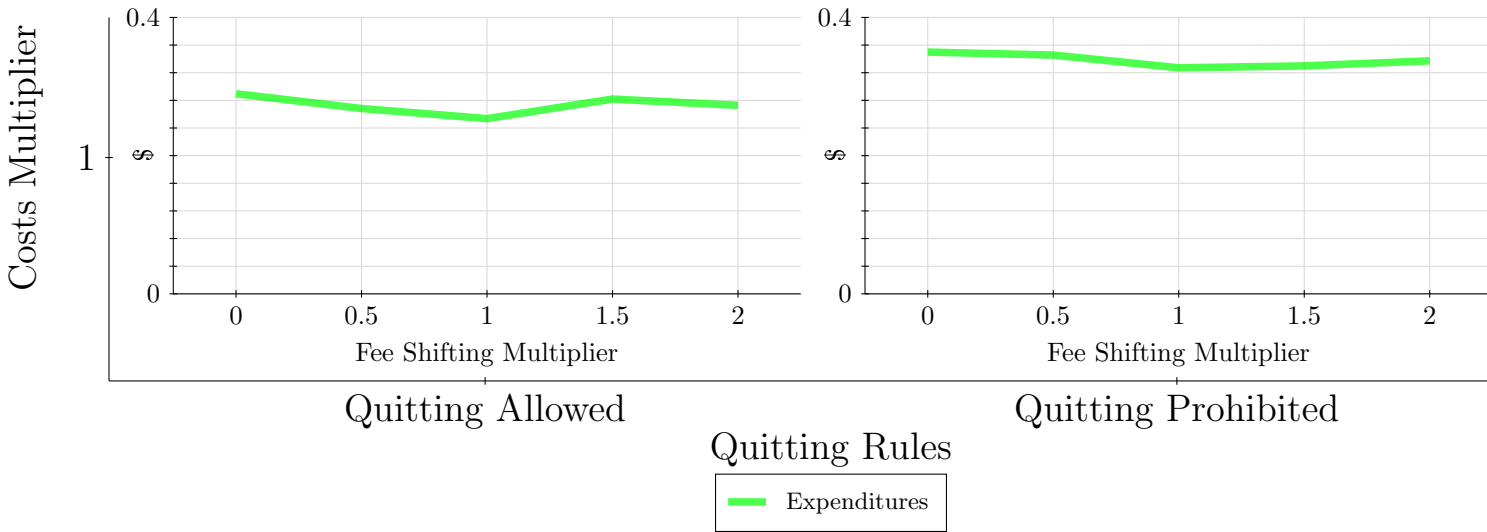 Costs Multiplier
1
0.4
$
0
0
0.5
1
1.5
2
Fee Shifting Multiplier
0.4
$
0
0
0.5
1
1.5
2
Fee Shifting Multiplier
Quitting Allowed
Quitting Prohibited
Quitting Rules
Expenditures